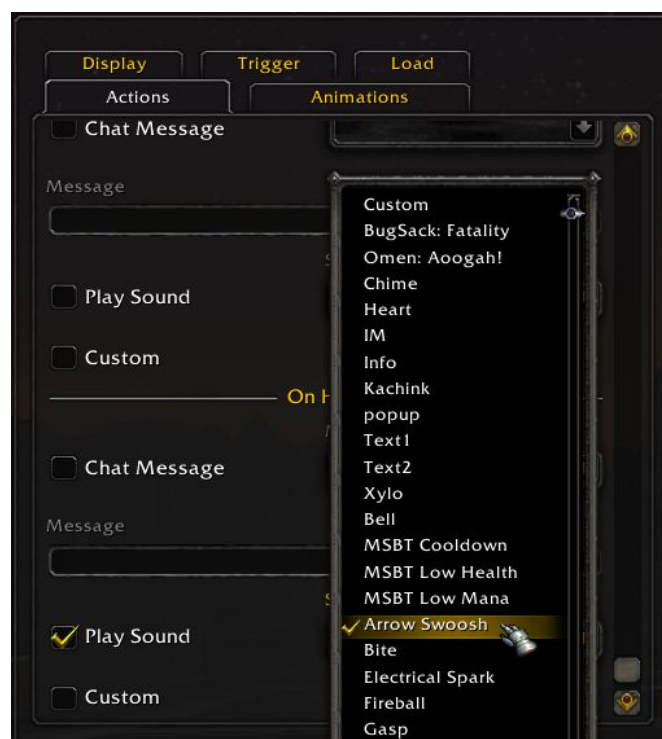 Display Trigger Load
Actions Animations
Chat Message
Message
Custom
BugSack: Fatality
Omen: Aoogah!
Play Sound
Chime
Heart
IM
Custom
Info
Kachink
On H
popup
Text1
Text2
Chat Message
Xylo
Bell
Message
MSBT Cooldown
MSBT Low Health
MSBT Low Mana
Play Sound
Arrow Swoosh
Bite
Electrical Spark
Custom
Fireball
Gasp